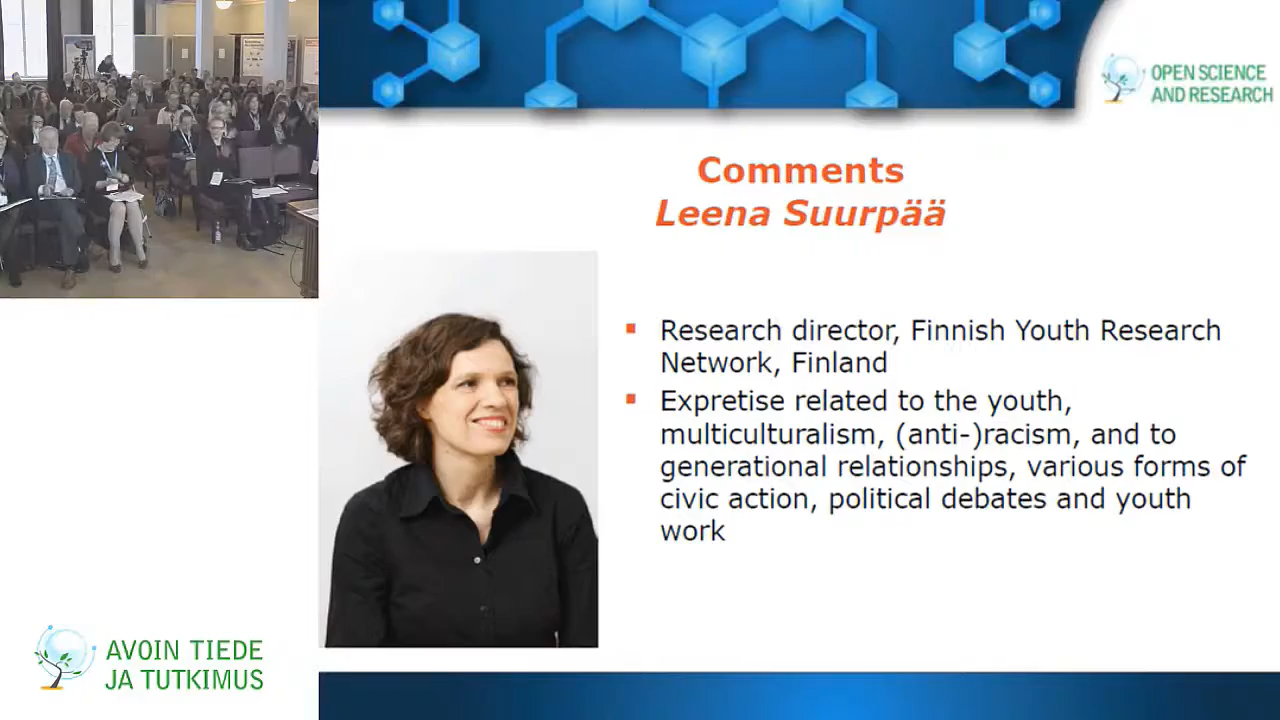 OPEN SCIENCE
AND RESEARCH
Comments
Leena Suurpää
Research director, Finnish Youth Research
Network, Finland
Expretise related to the youth,
multiculturalism, (anti-)racism, and to
generational relationships, various forms of
civic action, political debates and youth
work
AVOIN TIEDE
JA TUTKIMUS